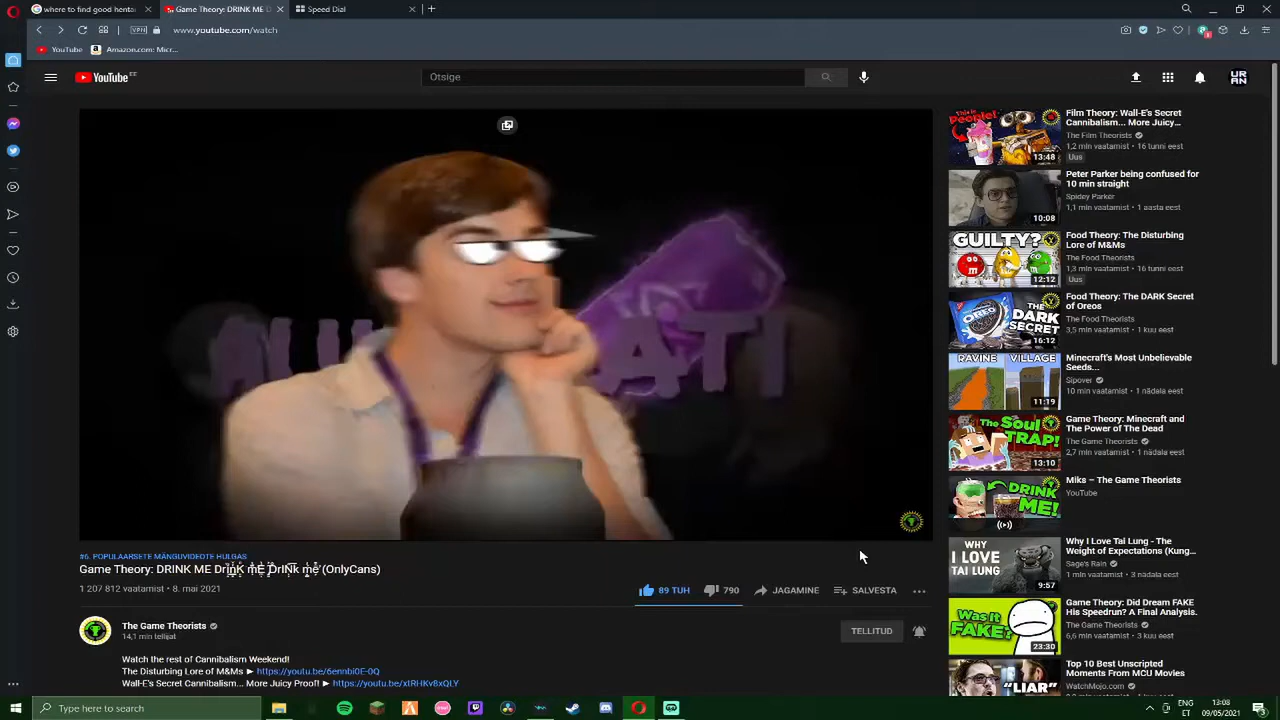 where to find good henta
Game Theory: DRINK ME D
Speed Dial
VPN
www.youtube.com/watch
YouTube
Amazon.com: Micr...
YouTube EE
Otsige
URAN
This is People!
13:48
Film Theory: Wall-E's Secret
Cannibalism... More Juicy...
The Film Theorists
1,2 mln vaatamist • 16 tunni eest
Uus
10:08
Peter Parker being confused for
10 min straight
Spidey Parker
1,1 mln vaatamist • 1 aasta eest
GUILTY?
12:12
Food Theory: The Disturbing
Lore of M&Ms
The Food Theorists
1,3 mln vaatamist • 16 tunni eest
Uus
OREO
THE DARK SECRET
16:12
Food Theory: The DARK Secret
of Oreos
The Food Theorists
3,5 mln vaatamist • 1 kuu eest
RAVINE VILLAGE
11:19
Minecraft's Most Unbelievable
Seeds...
Sipover
10 mln vaatamist • 1 nädala eest
The Soul TRAP!
13:10
Game Theory: Minecraft and
The Power of The Dead
The Game Theorists
2,7 mln vaatamist • 1 nädala eest
DRINK ME!
Miks – The Game Theorists
YouTube
WHY I LOVE TAI LUNG
9:57
Why I Love Tai Lung - The
Weight of Expectations (Kung...
Sage's Rain
Was it FAKE?
23:30
Game Theory: Did Dream FAKE
His Speedrun? A Final Analysis.
The Game Theorists
6,6 mln vaatamist • 3 kuu eest
"LIAR"
Top 10 Best Unscripted
Moments From MCU Movies
WatchMojo.com
#6. POPULAARSETE MÄNGUVIDEOTE HULGAS
Game Theory: DRINK ME Drink mE DrINk me (OnlyCans)
1 207 812 vaatamist • 8. mai 2021
89 TUH 790 JAGAMINE SALVESTA
The Game Theorists
14,1 mln tellijat
TELLITUD
Watch the rest of Cannibalism Weekend!
The Disturbing Lore of M&Ms ► https://youtu.be/6ennbi0E-0Q
Wall-E's Secret Cannibalism... More Juicy Proof! ► https://youtu.be/xtRHKv8xQLY
Type here to search
ENG
ET
13:08
09/05/2021